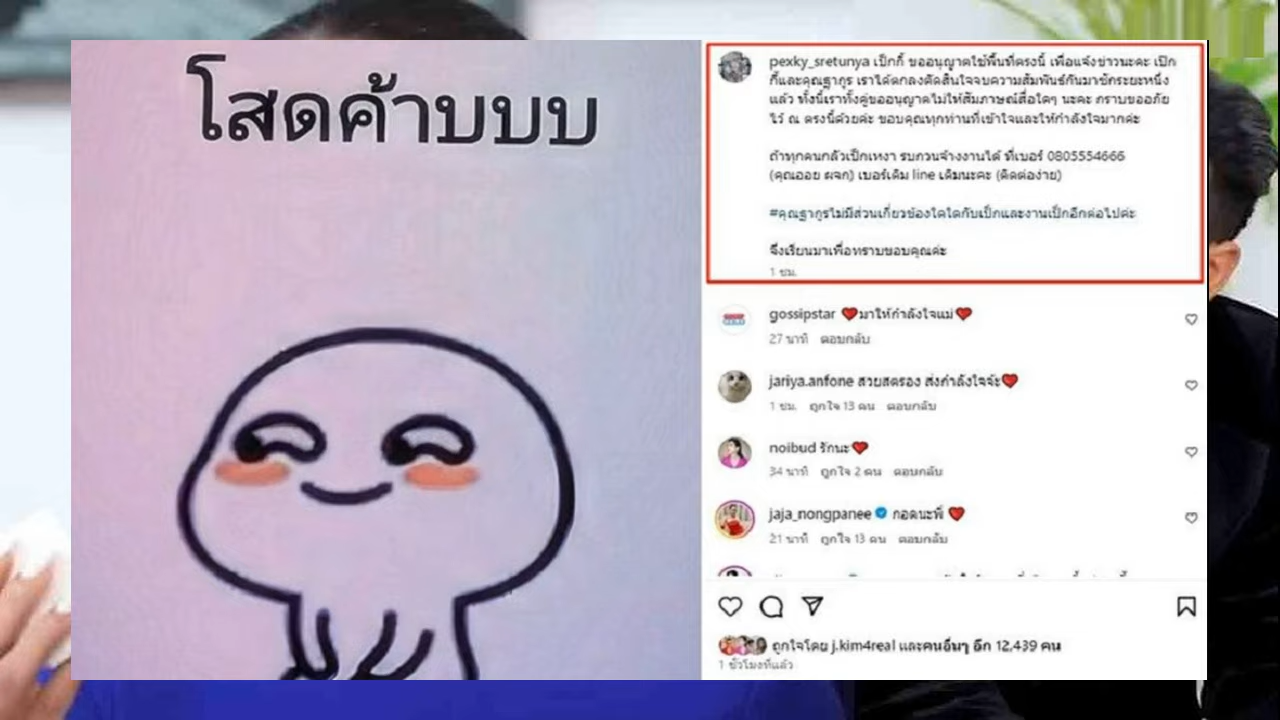 โสดค้าบบบ
pexky_sretunya เป็กกี้ ขออนุญาตใช้พื้นที่ตรงนี้ เพื่อแจ้งข่าวนะคะ เป๊ก
กี้และคุณฐากูร เราได้ตกลงตัดสินใจจบความสัมพันธ์กันมาซักระยะหนึ่ง
แล้ว ทั้งนี้เราทั้งคู่ขออนุญาตไม่ให้สัมภาษณ์สื่อใดๆ นะคะ กราบขออภัย
ไว้ ณ ตรงนี้ด้วยค่ะ ขอบคุณทุกท่านที่เข้าใจและให้กำลังใจมากค่ะ
ถ้าทุกคนกลัวเป็กเหงา รบกวนจ้างงานได้ ที่เบอร์ 0805554666
(คุณออย ผจก) เบอร์เดิม line เดิมนะคะ (ติดต่อง่าย)
#คุณฐากูรไม่มีส่วนเกี่ยวข้องใดใดกับเป็กและงานเป็กอีกต่อไปค่ะ
จึงเรียนมาเพื่อทราบขอบคุณค่ะ
1 ชม.
gossipstar ❤️มาให้กำลังใจแม่❤️
27 นาที ตอบกลับ
jariya.anfone สวยสตรอง ส่งกำลังใจจ้ะ❤️
1 ชม. ถูกใจ 13 คน ตอบกลับ
noibud รักนะ❤️
34 นาที ถูกใจ 2 คน ตอบกลับ
jaja_nongpanee กอดนะพี่ ❤️
21 นาที ถูกใจ 13 คน ตอบกลับ
ถูกใจโดย j.kim4real และคนอื่นๆ อีก 12,439 คน
1 ชั่วโมงที่แล้ว